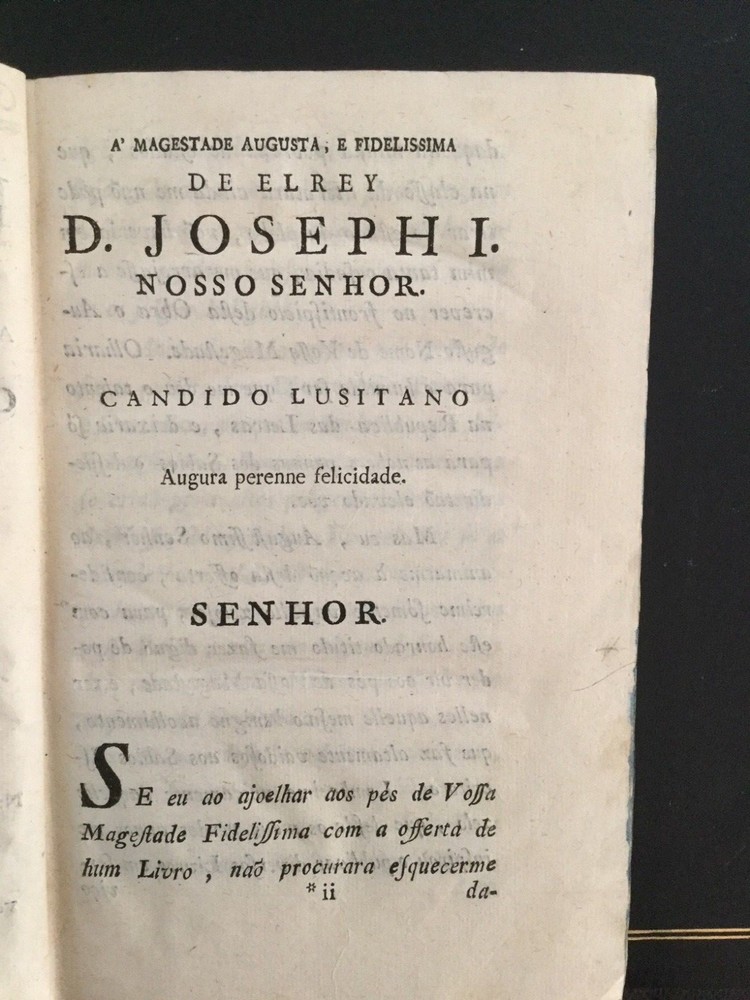 A' MAGESTADE AUGUSTA, E FIDELISSIMA
DE ELREY
D. JOSEPH I.
NOSSO SENHOR.
CANDIDO LUSITANO
Augura perenne felicidade.
SENHOR.
SE eu ao ajoelhar aos pés de Voſſa
Mageſtade Fideliſſima com a offerta de
hum Livro, naõ procurara eſquecerme
*ii
da-